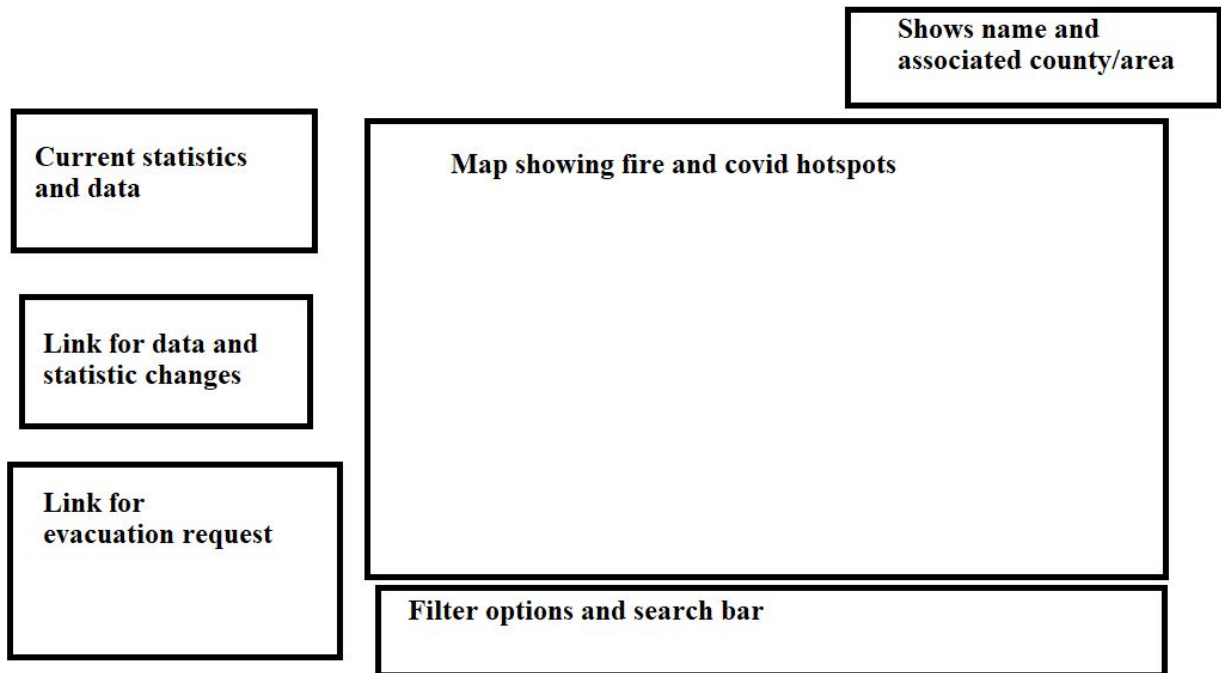 Shows name and
associated county/area
Current statistics
and data
Map showing fire and covid hotspots
Link for data and
statistic changes
Link for
evacuation request
Filter options and search bar